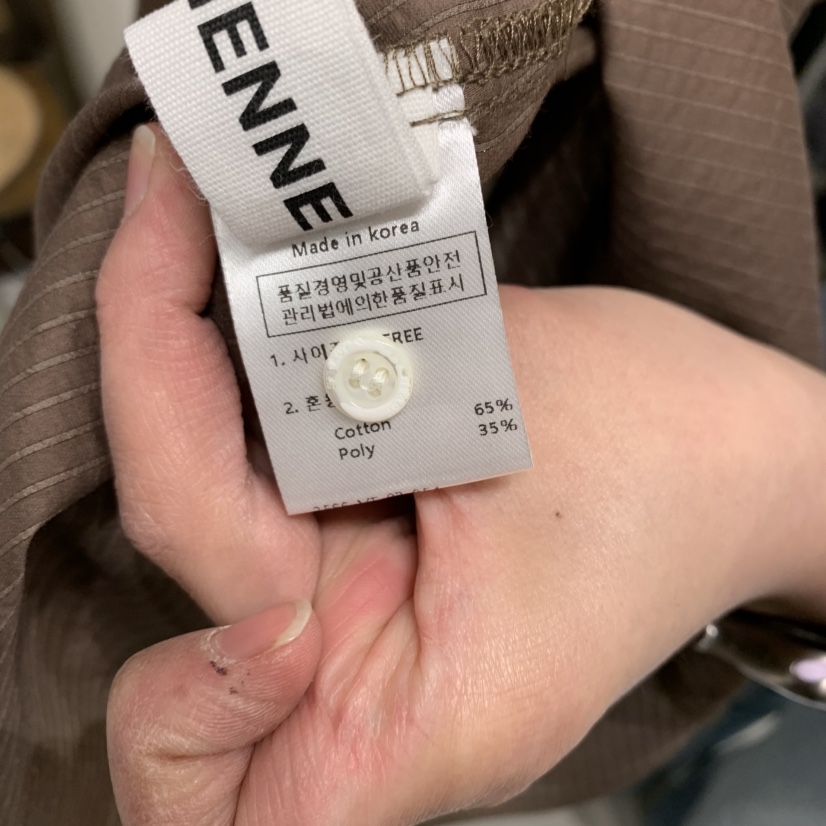 ENNE
Made in korea
품질경영및공산품안전
관리법에의한품질표시
1. 사이 FREE
2. 혼
Cotton 65%
Poly 35%